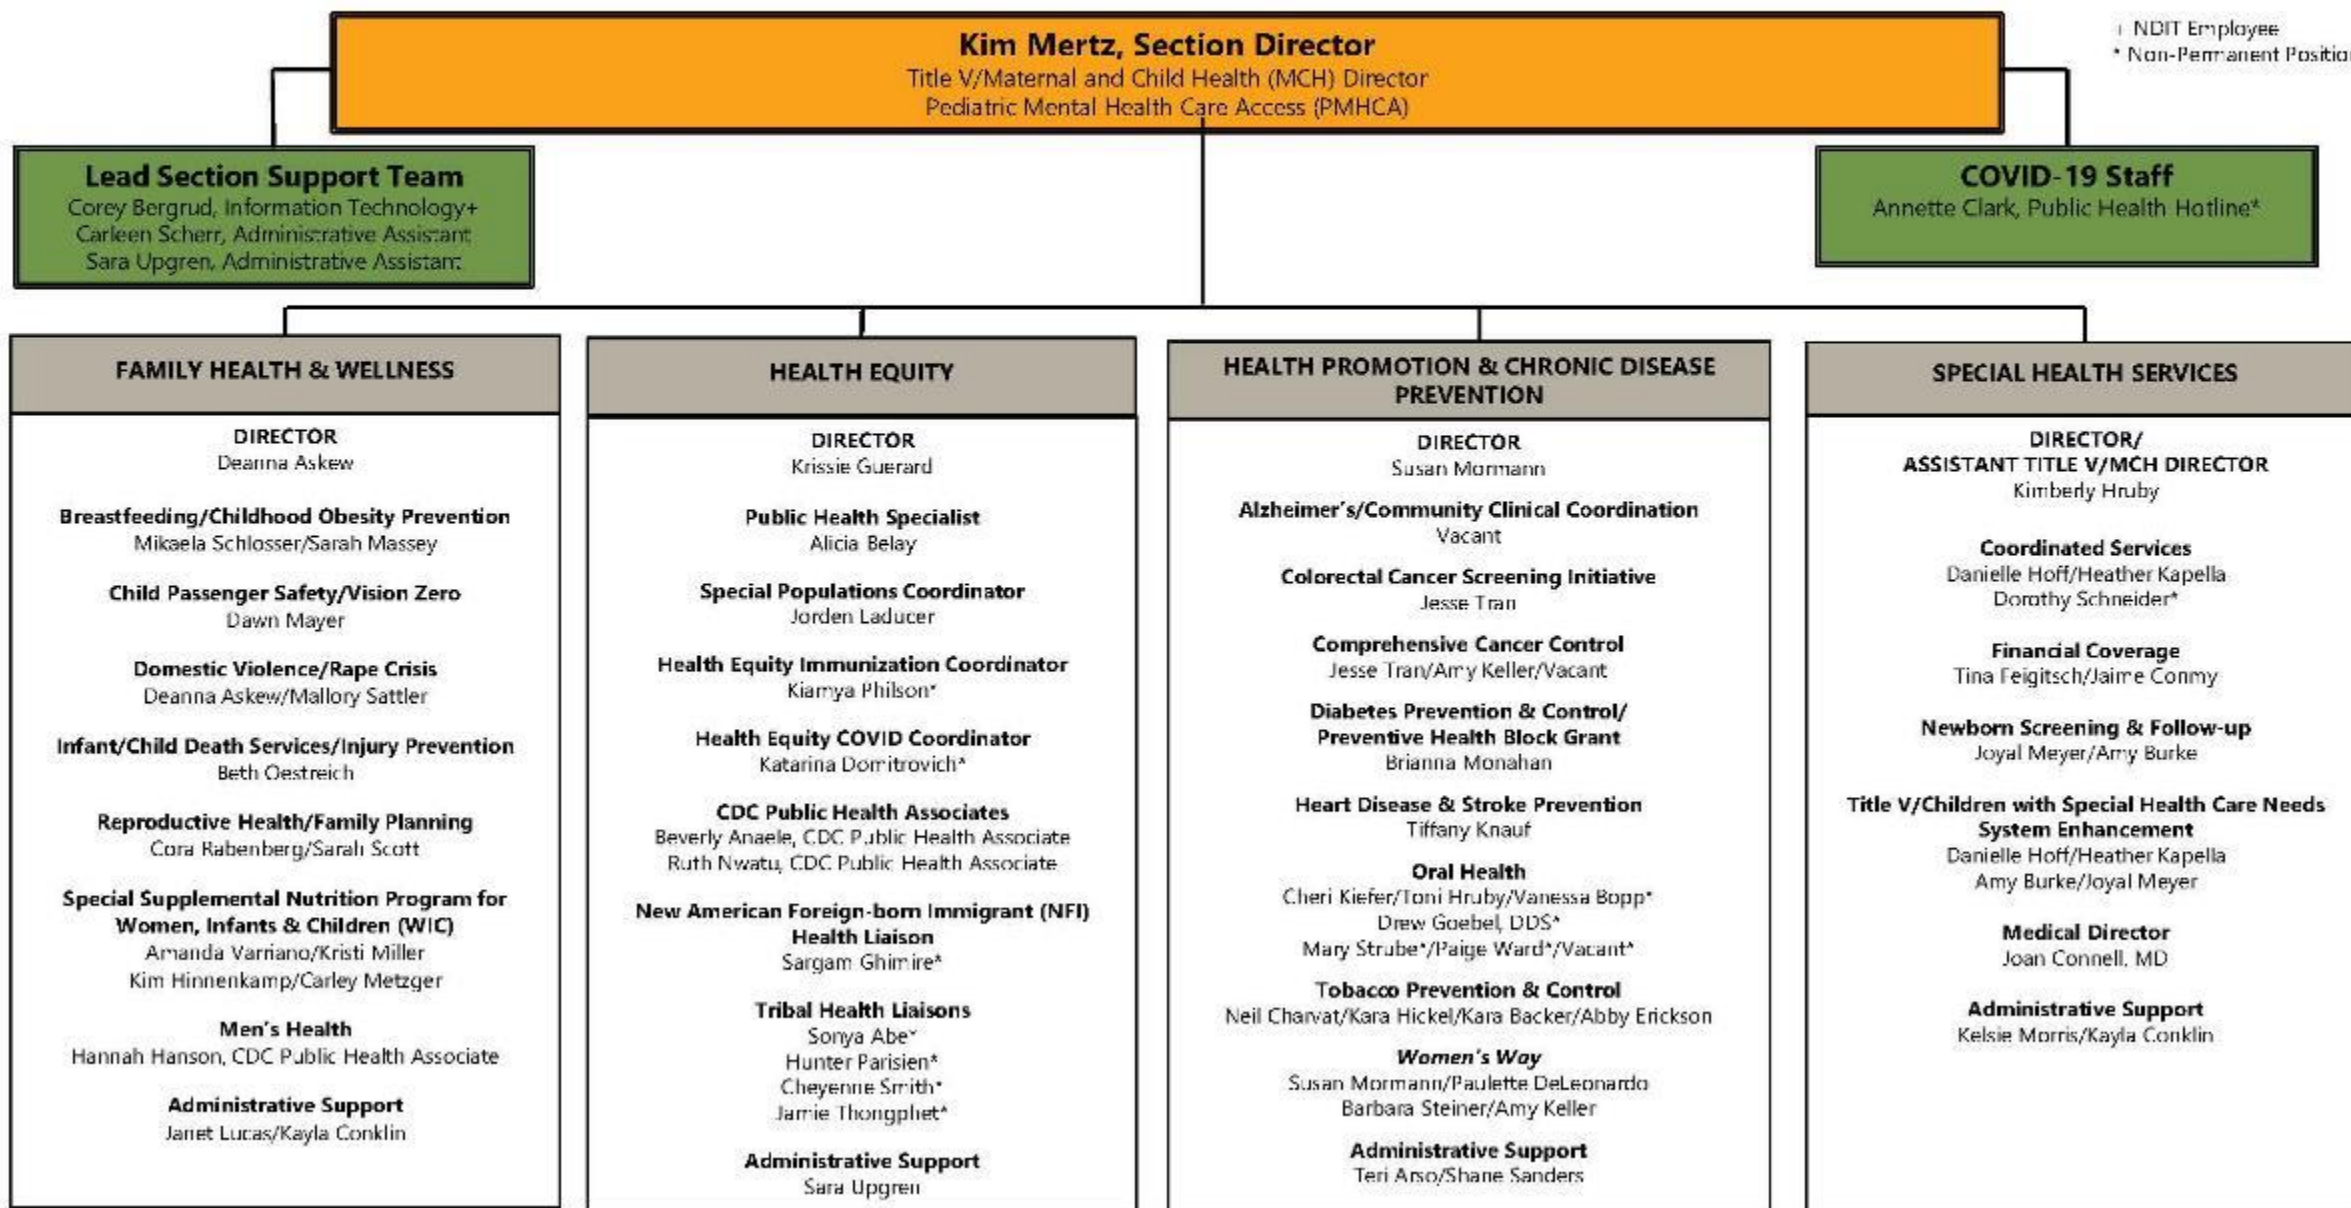 Kim Mertz, Section Director
Title V/Maternal and Child Health (MCH) Director
Pediatric Mental Health Care Access (PMHCA)
+ NDIT Employee
* Non-Permanent Position
Lead Section Support Team
Corey Bergrud, Information Technology+
Carleen Scherr, Administrative Assistant
Sara Upgren, Administrative Assistant
COVID-19 Staff
Annette Clark, Public Health Hotline*
FAMILY HEALTH & WELLNESS
DIRECTOR
Deanna Askew
Breastfeeding/Childhood Obesity Prevention
Mikaela Schlosser/Sarah Massey
Child Passenger Safety/Vision Zero
Dawn Mayer
Domestic Violence/Rape Crisis
Deanna Askew/Mallory Sattler
Infant/Child Death Services/Injury Prevention
Beth Oestreich
Reproductive Health/Family Planning
Cora Rabenberg/Sarah Scott
Special Supplemental Nutrition Program for
Women, Infants & Children (WIC)
Amanda Varriano/Kristi Miller
Kim Hinnenkamp/Carley Metzger
Men's Health
Hannah Hanson, CDC Public Health Associate
Administrative Support
Janet Lucas/Kayla Conklin
HEALTH EQUITY
DIRECTOR
Krissie Guerard
Public Health Specialist
Alicia Belay
Special Populations Coordinator
Jorden Laducer
Health Equity Immunization Coordinator
Kiamya Philson*
Health Equity COVID Coordinator
Katarina Domitrovich*
CDC Public Health Associates
Beverly Anaele, CDC Public Health Associate
Ruth Nwatu, CDC Public Health Associate
New American Foreign-born Immigrant (NFI)
Health Liaison
Sargam Ghimire*
Tribal Health Liaisons
Sonya Abe*
Hunter Parisien*
Cheyenne Smith*
Jamie Thongphet*
Administrative Support
Sara Upgren
HEALTH PROMOTION & CHRONIC DISEASE
PREVENTION
DIRECTOR
Susan Mormann
Alzheimer's/Community Clinical Coordination
Vacant
Colorectal Cancer Screening Initiative
Jesse Tran
Comprehensive Cancer Control
Jesse Tran/Amy Keller/Vacant
Diabetes Prevention & Control/
Preventive Health Block Grant
Brianna Monahan
Heart Disease & Stroke Prevention
Tiffany Knauf
Oral Health
Cheri Kiefer/Toni Hruby/Vanessa Bopp*
Drew Goebel, DDS*
Mary Strube*/Paige Ward*/Vacant*
Tobacco Prevention & Control
Neil Charvat/Kara Hickel/Kara Backer/Abby Erickson
Women's Way
Susan Mormann/Paulette DeLeonardo
Barbara Steiner/Amy Keller
Administrative Support
Teri Arso/Shane Sanders
SPECIAL HEALTH SERVICES
DIRECTOR/
ASSISTANT TITLE V/MCH DIRECTOR
Kimberly Hruby
Coordinated Services
Danielle Hoff/Heather Kapella
Dorothy Schneider*
Financial Coverage
Tina Feigitsch/Jaime Conmy
Newborn Screening & Follow-up
Joyal Meyer/Amy Burke
Title V/Children with Special Health Care Needs
System Enhancement
Danielle Hoff/Heather Kapella
Amy Burke/Joyal Meyer
Medical Director
Joan Connell, MD
Administrative Support
Kelsie Morris/Kayla Conklin